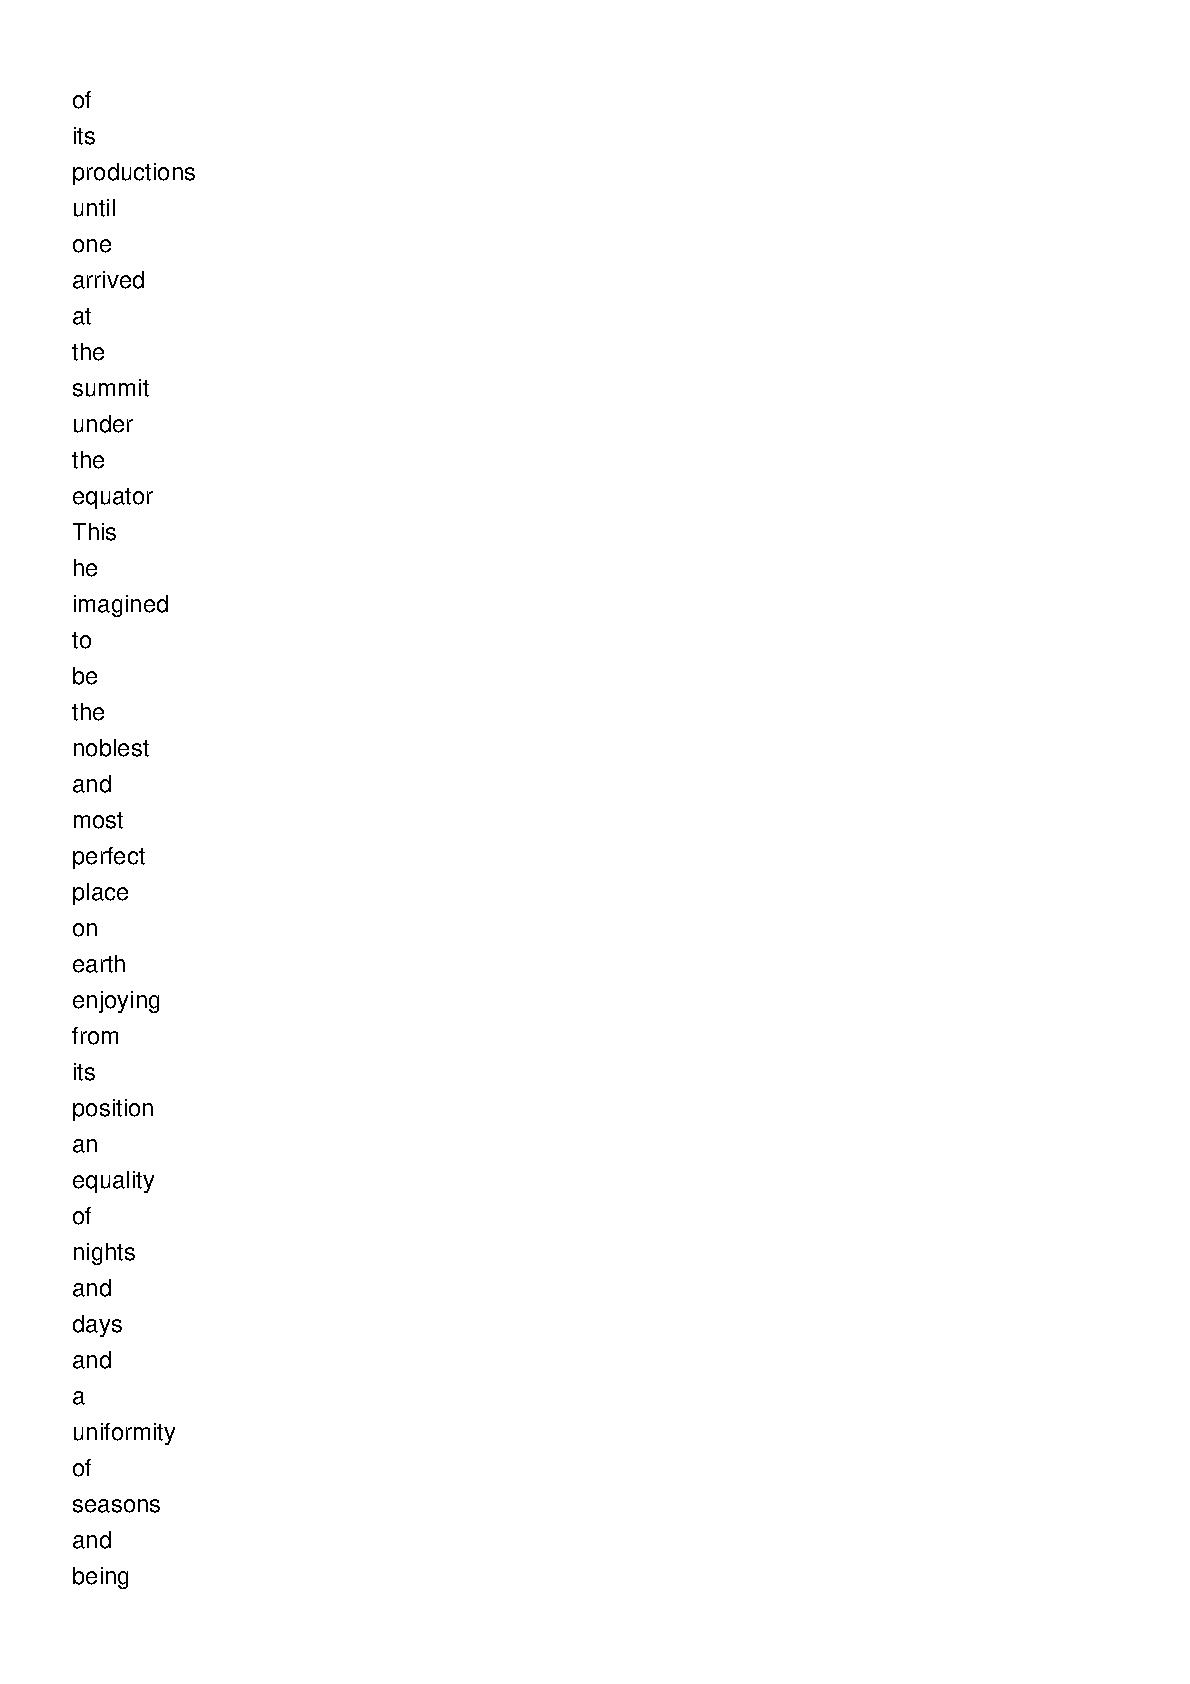 of
its
productions
until
one
arrived
at
the
summit
under
the
equator
This
he
imagined
to
be
the
noblest
and
most
perfect
place
on
earth
enjoying
from
its
position
an
equality
of
nights
and
days
and
a
uniformity
of
seasons
and
being